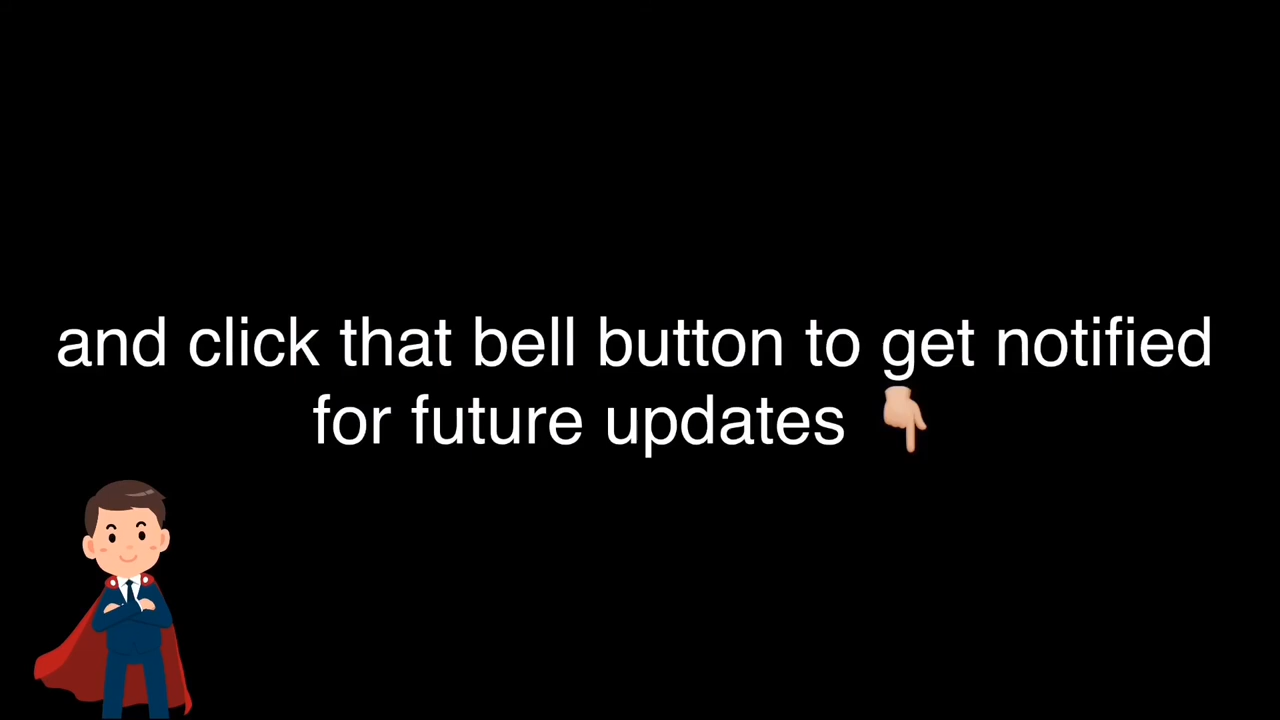 and click that bell button to get notified
for future updates 👇🏼